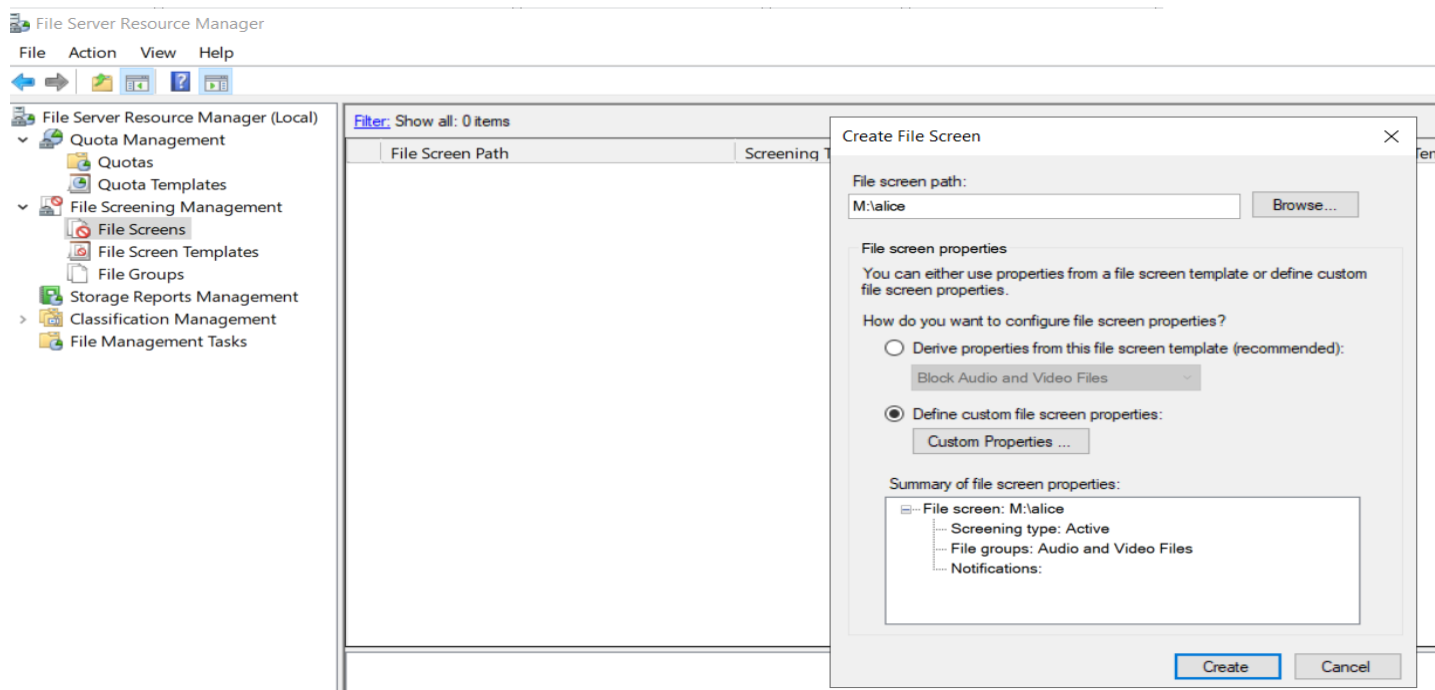 File Server Resource Manager
File Action View Help
File Server Resource Manager (Local)
Quota Management
Quotas
Quota Templates
File Screening Management
File Screens
File Screen Templates
File Groups
Storage Reports Management
Classification Management
File Management Tasks
Filter: Show all: 0 items
File Screen Path
Screening T
Create File Screen
File screen path:
M:\alice
Browse...
File screen properties
You can either use properties from a file screen template or define custom
file screen properties.
How do you want to configure file screen properties?
Derive properties from this file screen template (recommended):
Block Audio and Video Files
Define custom file screen properties:
Custom Properties ...
Summary of file screen properties:
File screen: M:\alice
Screening type: Active
File groups: Audio and Video Files
Notifications:
Create
Cancel